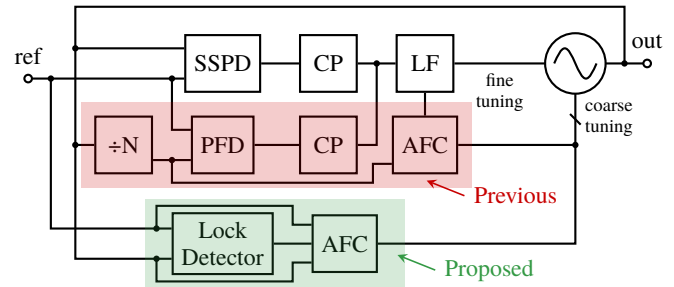 out
ref
SSPD
CP
LF
fine
tuning
coarse
tuning
÷N
PFD
CP
AFC
Previous
Lock
Detector
AFC
Proposed